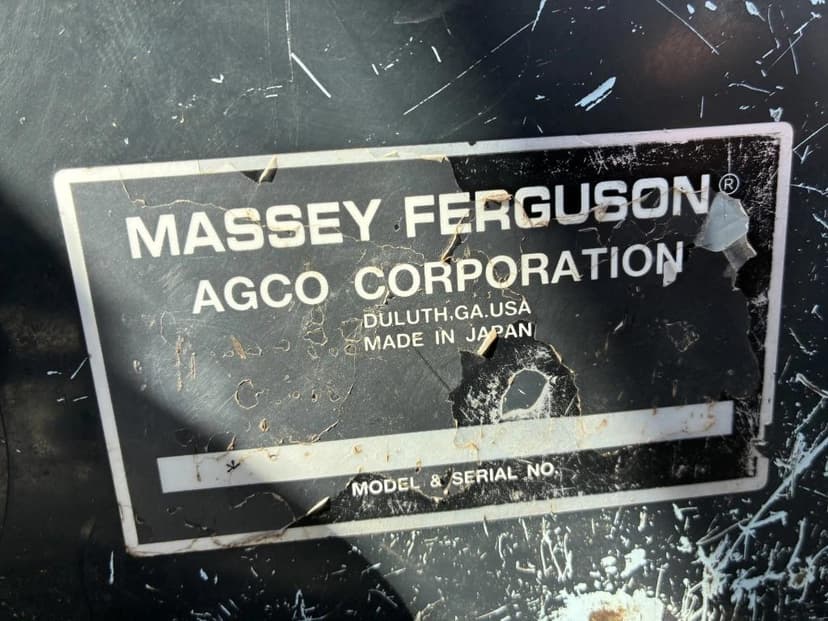 MASSEY FERGUSON®
AGCO CORPORATION
DULUTH,GA.USA
MADE IN JAPAN
*
MODEL & SERIAL NO.